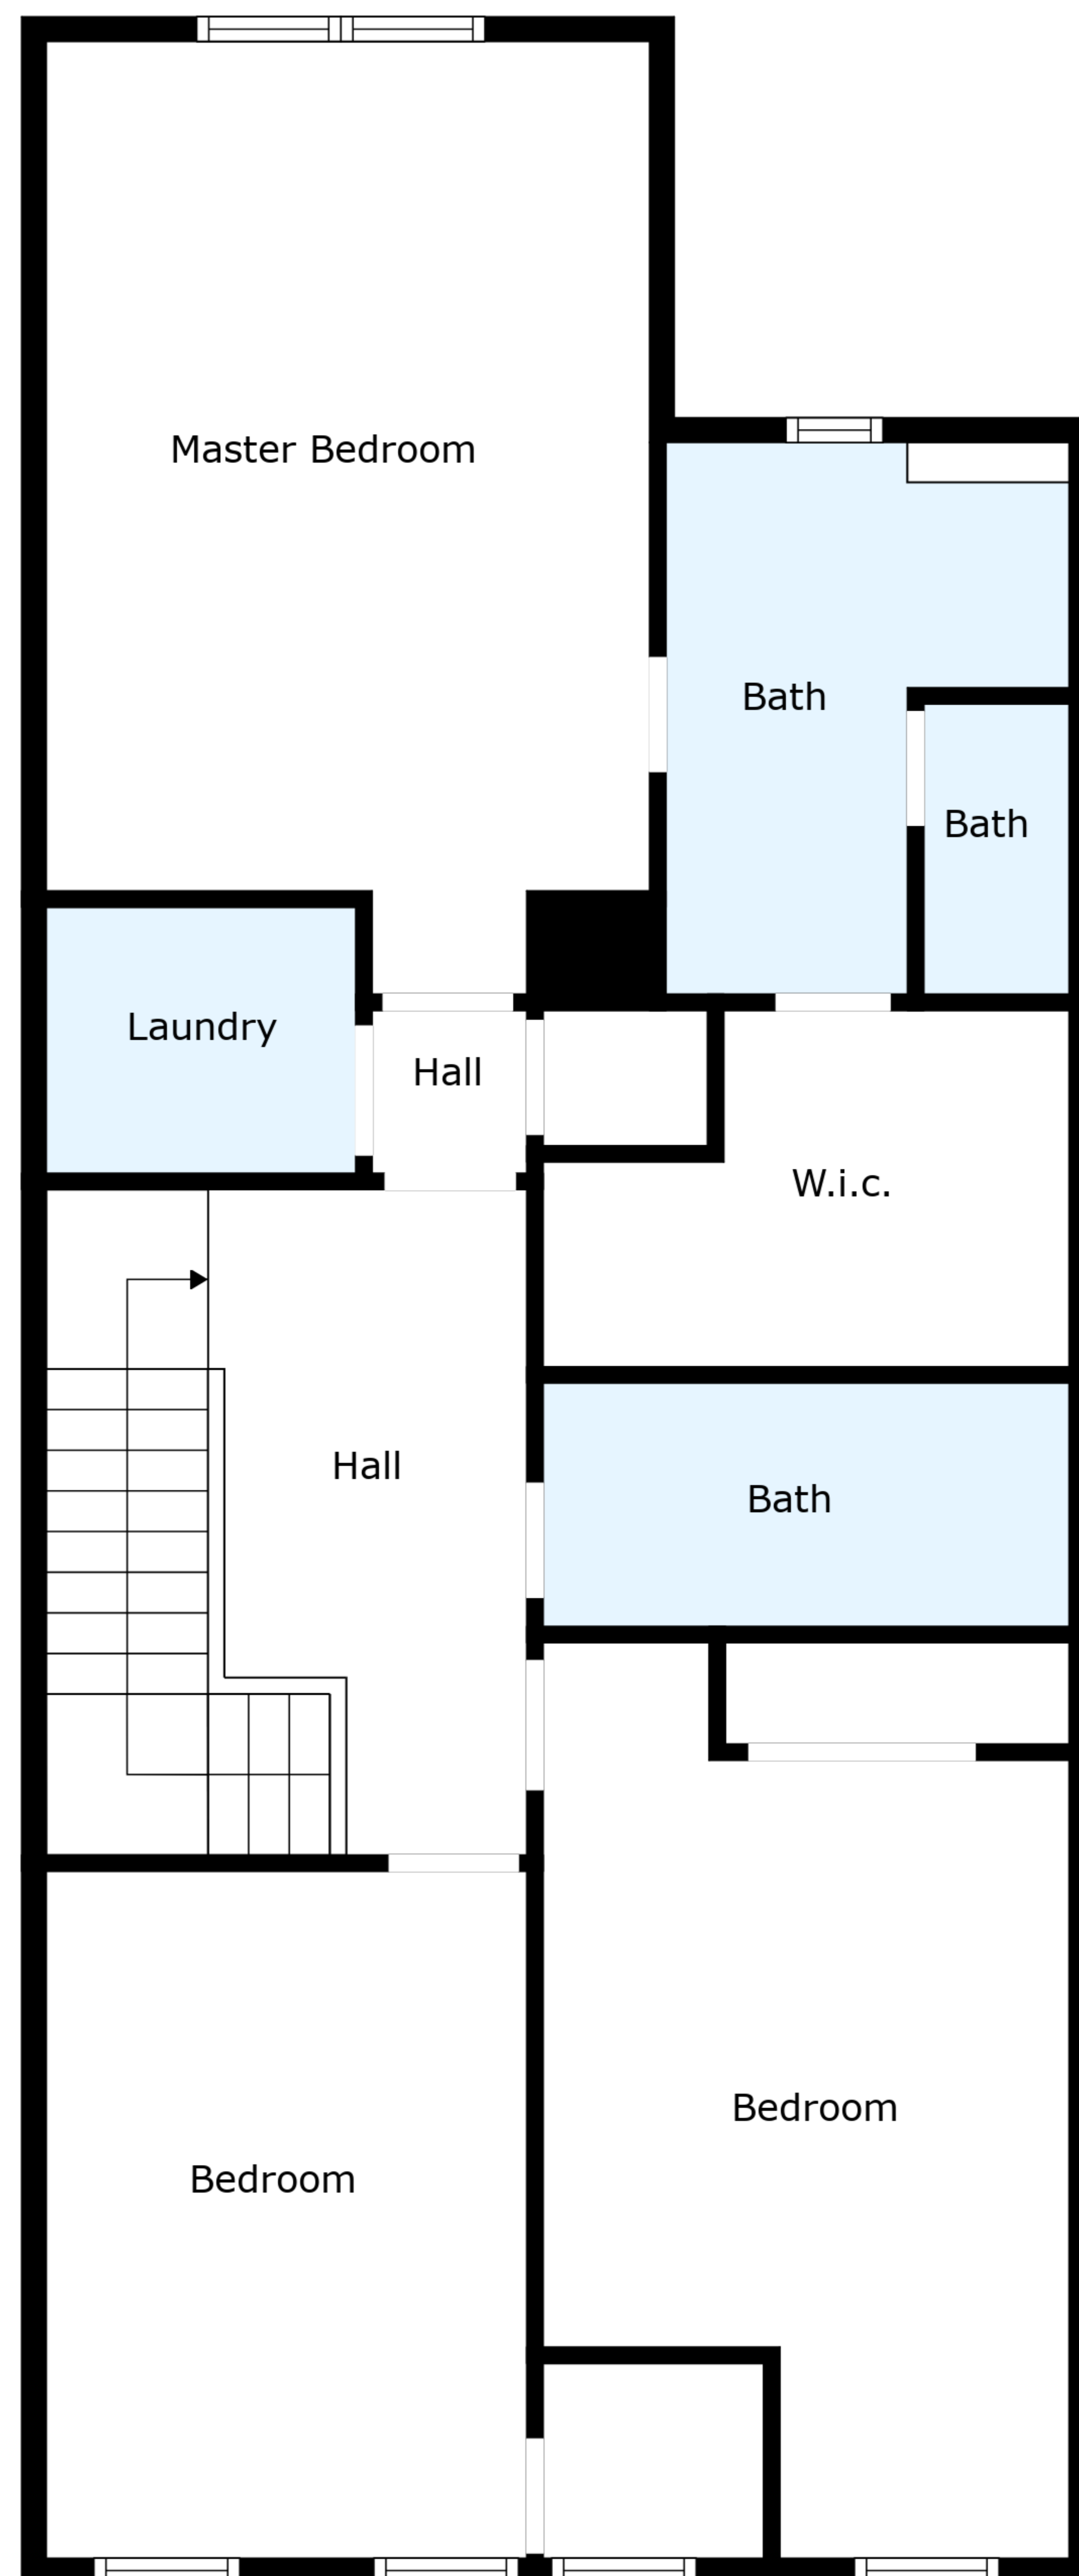 Master Bedroom
Bath
Bath
Laundry
Hall
W.i.c.
Hall
Bath
Bedroom
Bedroom